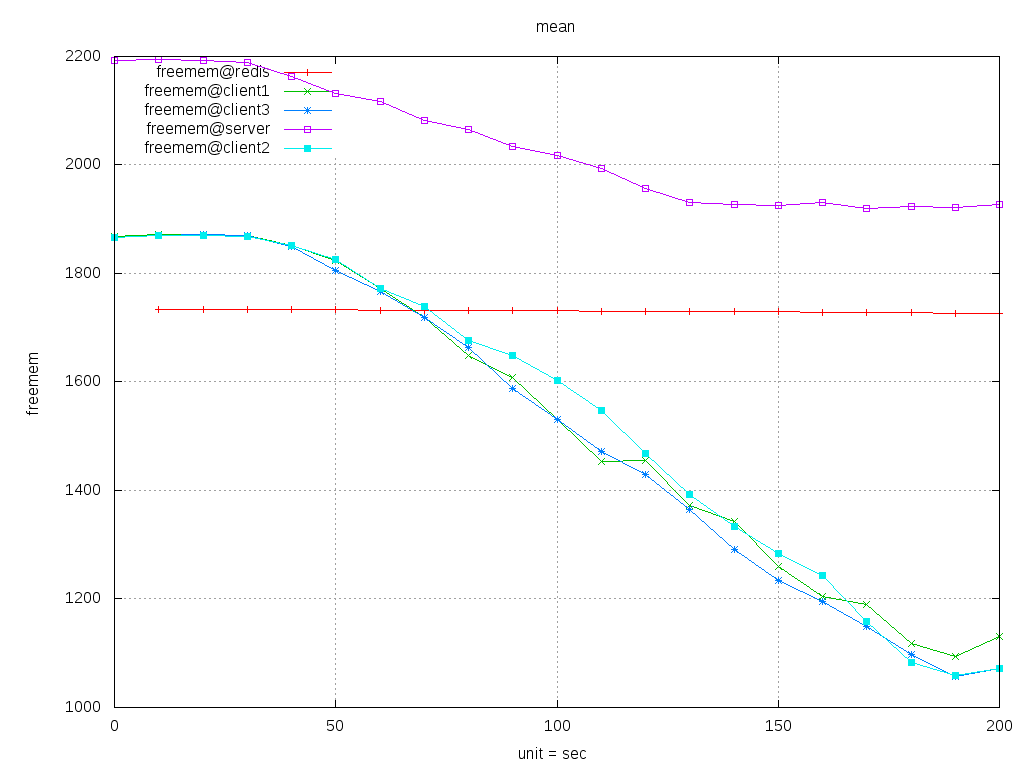 mean
2200
2000
1800
1600
1400
1200
1000
freemem
freemem@redis
freemem@client1
freemem@client3
freemem@server
freemem@client2
0 50 100 150 200
unit = sec